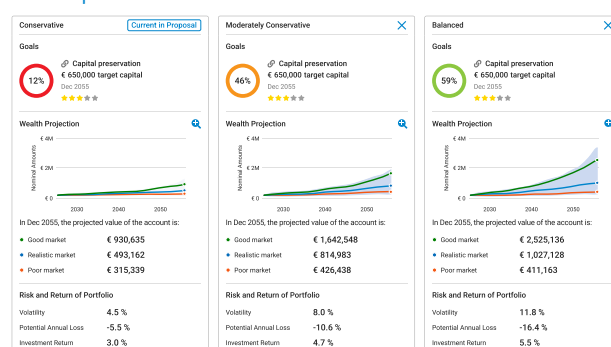 Conservative
Current in Proposal
Goals
12%
Capital preservation
€ 650,000 target capital
Dec 2055
Wealth Projection
€ 4M
€ 2M
€ 0
Nominal Amounts
2030 2040 2050
In Dec 2055, the projected value of the account is:
Good market € 930,635
Realistic market € 493,162
Poor market € 315,339
Risk and Return of Portfolio
Volatility 4.5 %
Potential Annual Loss -5.5 %
Investment Return 3.0 %
Moderately Conservative
Goals
46%
Capital preservation
€ 650,000 target capital
Dec 2055
Wealth Projection
€ 4M
€ 2M
€ 0
Nominal Amounts
2030 2040 2050
In Dec 2055, the projected value of the account is:
Good market € 1,642,548
Realistic market € 814,983
Poor market € 426,438
Risk and Return of Portfolio
Volatility 8.0 %
Potential Annual Loss -10.6 %
Investment Return 4.7 %
Balanced
Goals
59%
Capital preservation
€ 650,000 target capital
Dec 2055
Wealth Projection
€ 4M
€ 2M
€ 0
Nominal Amounts
2030 2040 2050
In Dec 2055, the projected value of the account is:
Good market € 2,525,136
Realistic market € 1,027,128
Poor market € 411,163
Risk and Return of Portfolio
Volatility 11.8 %
Potential Annual Loss -16.4 %
Investment Return 5.5 %